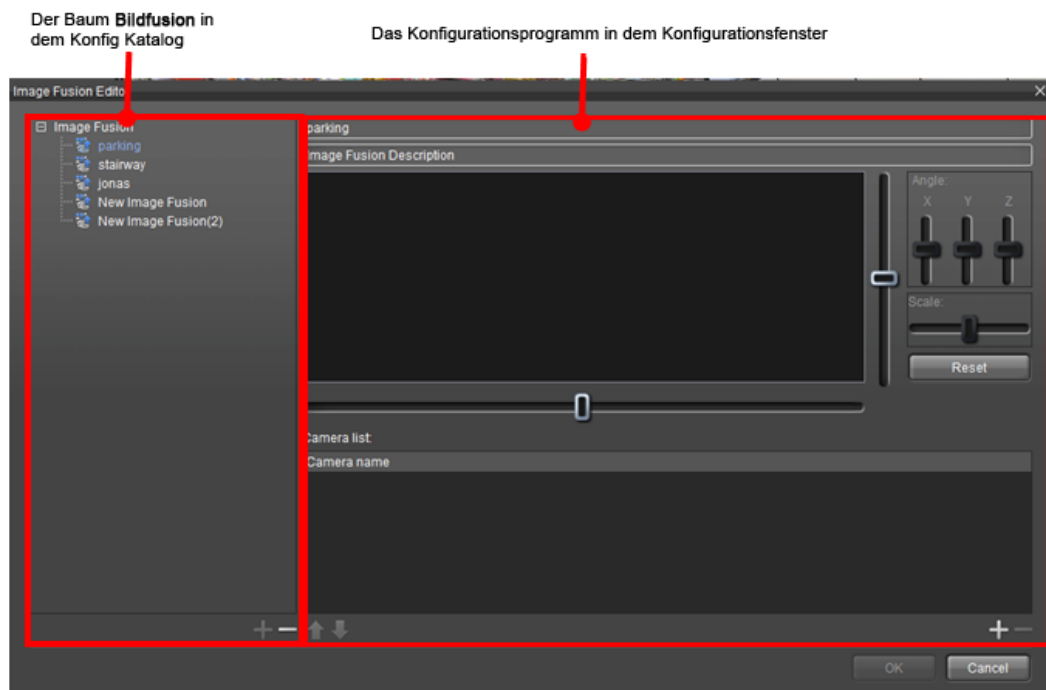 Der Baum Bildfusion in
dem Konfig Katalog
Das Konfigurationsprogramm in dem Konfigurationsfenster
Image Fusion Edito
Image Fusion
parking
stairway
jonas
New Image Fusion
New Image Fusion(2)
parking
Image Fusion Description
Angle:
X Y Z
Scale:
Reset
Camera list:
Camera name
OK
Cancel